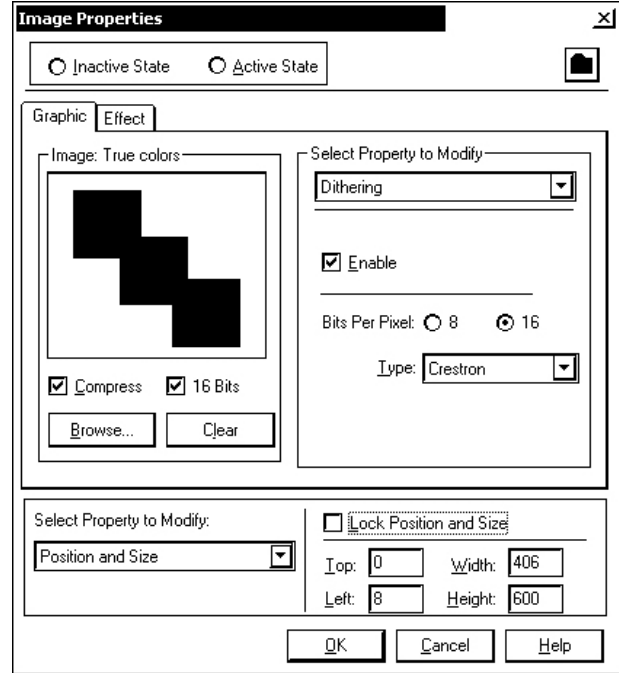 Image Properties
Inactive State Active State
Graphic Effect
Image: True colors
Select Property to Modify
Dithering
Enable
Bits Per Pixel: 8 16
Type: Crestron
Compress 16 Bits
Browse... Clear
Select Property to Modify:
Position and Size
Lock Position and Size
Top: 0 Width: 406
Left: 8 Height: 600
OK Cancel Help